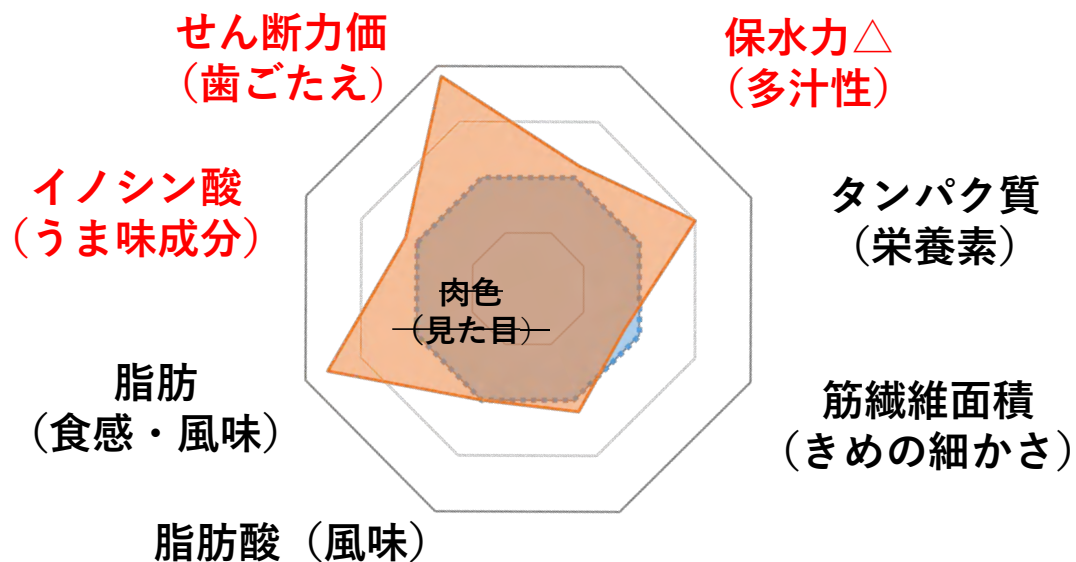 せん断力価
（歯ごたえ）
保水力△
（多汁性）
イノシン酸
（うま味成分）
タンパク質
（栄養素）
肉色
（見た目）
脂肪
（食感・風味）
筋繊維面積
（きめの細かさ）
脂肪酸（風味）